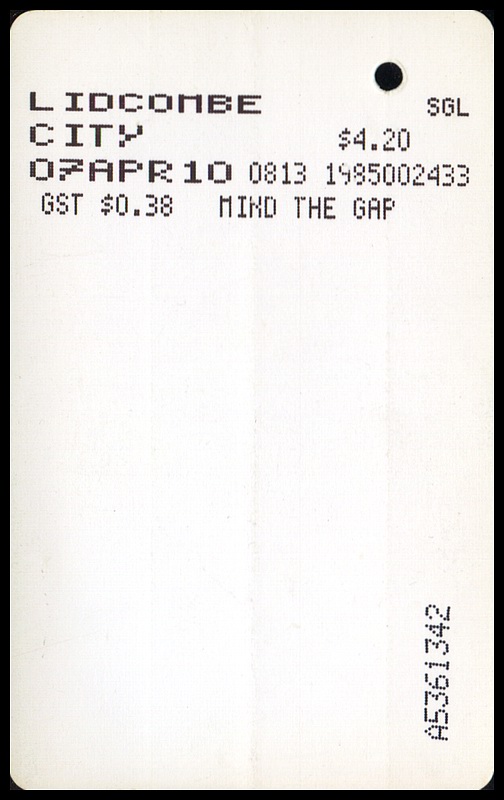 LIDCOMBE SGL
CITY $4.20
07APR10 0813 1985002433
GST $0.38 MIND THE GAP
A5361342